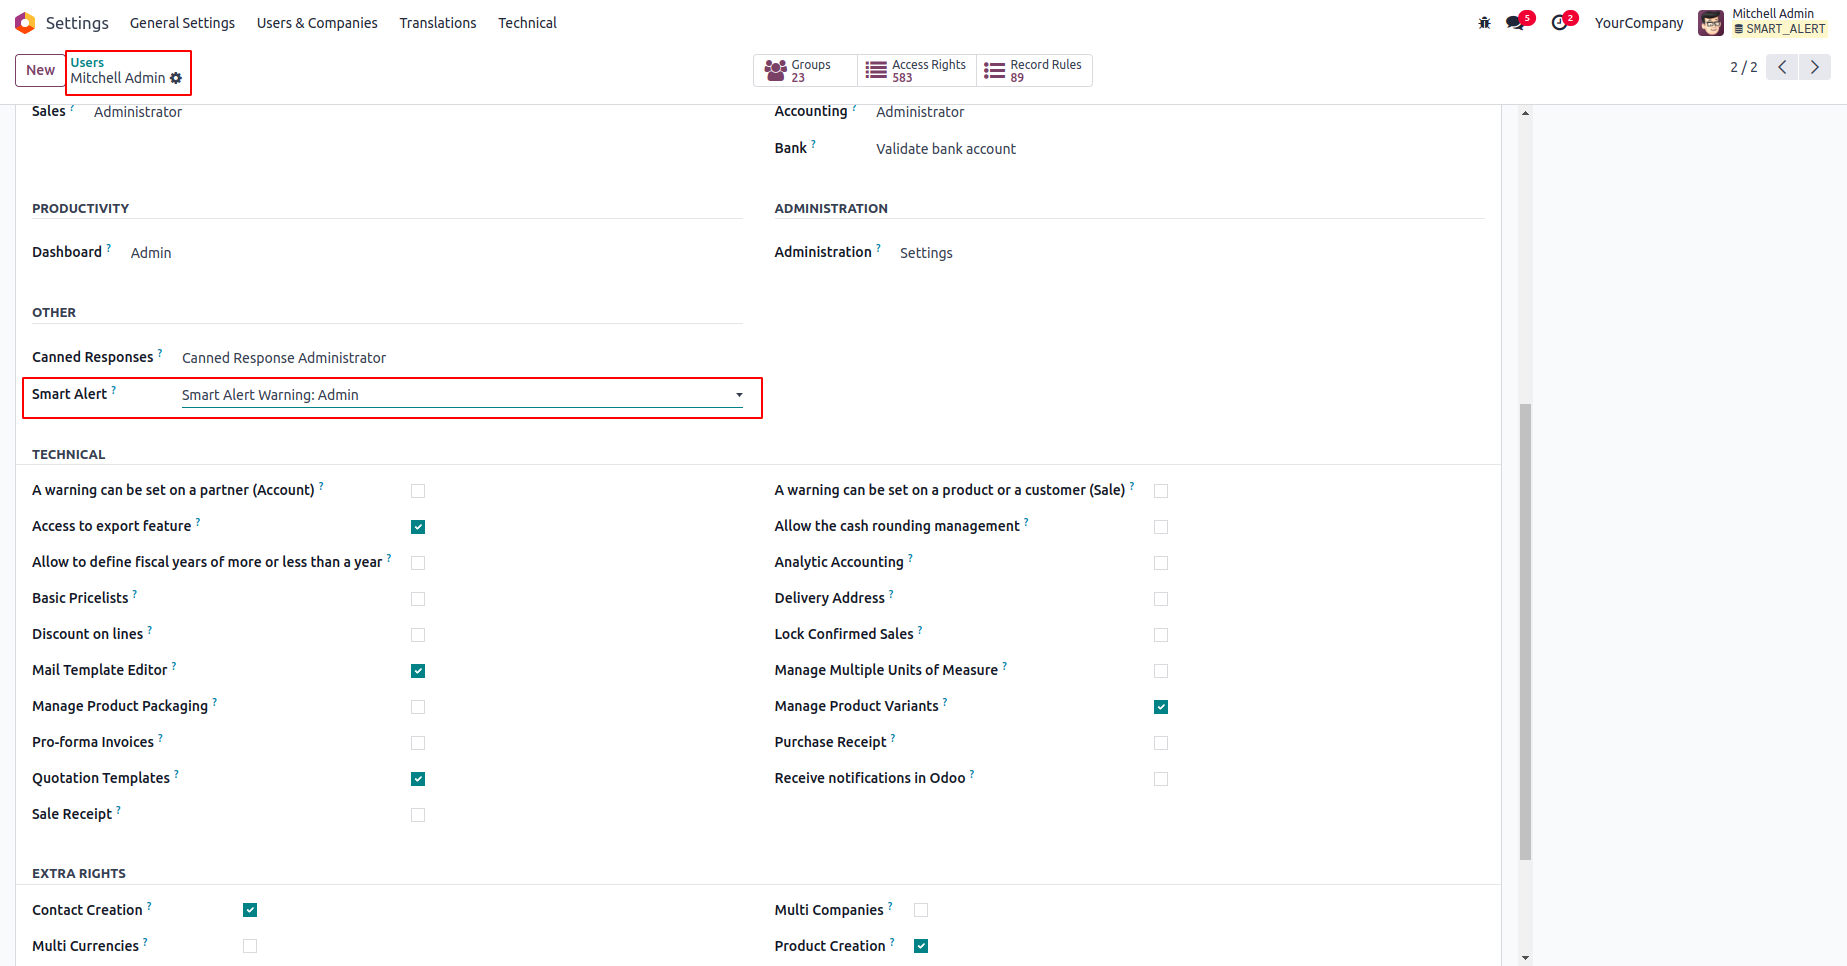 Settings General Settings Users & Companies Translations Technical 5 2 YourCompany Mitchell Admin
SMART_ALERT
New Users
Mitchell Admin
Groups
23
Access Rights
583
Record Rules
89
2 / 2
Sales ? Administrator
Accounting ? Administrator
Bank ? Validate bank account
PRODUCTIVITY
ADMINISTRATION
Dashboard ? Admin
Administration ? Settings
OTHER
Canned Responses ? Canned Response Administrator
Smart Alert ? Smart Alert Warning: Admin
TECHNICAL
A warning can be set on a partner (Account) ?
A warning can be set on a product or a customer (Sale) ?
Access to export feature ?
Allow the cash rounding management ?
Allow to define fiscal years of more or less than a year ?
Analytic Accounting ?
Basic Pricelists ?
Delivery Address ?
Discount on lines ?
Lock Confirmed Sales ?
Mail Template Editor ?
Manage Multiple Units of Measure ?
Manage Product Packaging ?
Manage Product Variants ?
Pro-forma Invoices ?
Purchase Receipt ?
Quotation Templates ?
Receive notifications in Odoo ?
Sale Receipt ?
EXTRA RIGHTS
Contact Creation ?
Multi Companies ?
Multi Currencies ?
Product Creation ?